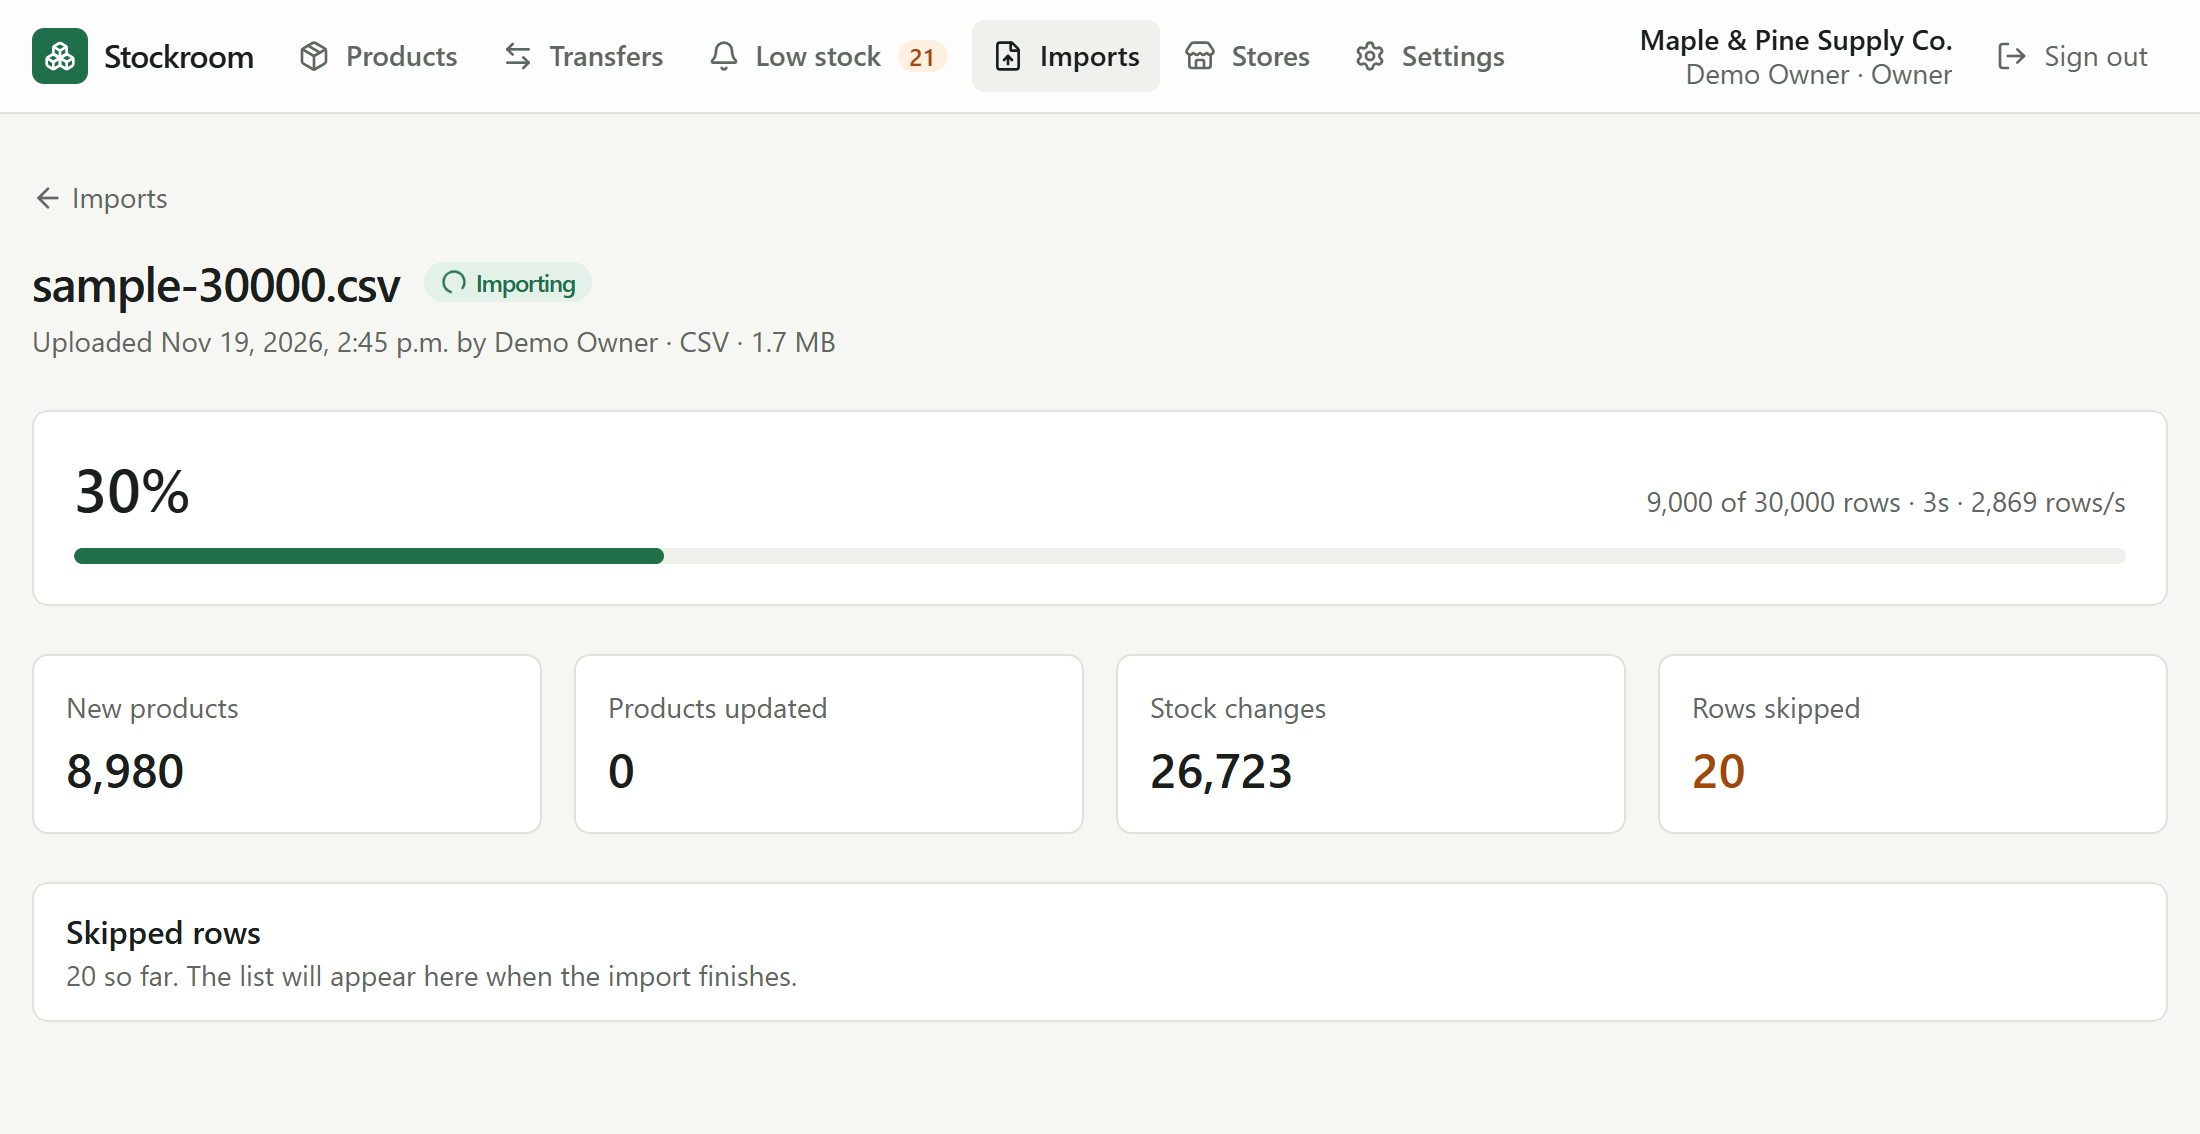 Stockroom
Products
Transfers
Low stock 21
Imports
Stores
Settings
Maple & Pine Supply Co.
Demo Owner · Owner
Sign out
Imports
sample-30000.csv
Importing
Uploaded Nov 19, 2026, 2:45 p.m. by Demo Owner · CSV · 1.7 MB
30%
9,000 of 30,000 rows · 3s · 2,869 rows/s
New products
8,980
Products updated
0
Stock changes
26,723
Rows skipped
20
Skipped rows
20 so far. The list will appear here when the import finishes.